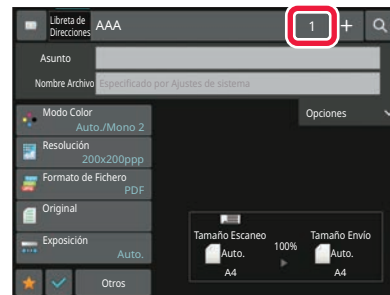 Libreta de
Direcciones
AAA
1
+
Asunto
Nombre Archivo
Especificado por Ajustes de sistema
Modo Color
Auto./Mono 2
Opciones
Resolución
200x200ppp
Formato de Fichero
PDF
Original
Exposición
Auto.
Tamaño Escaneo
100%
Tamaño Envío
Auto.
Auto.
A4
A4
Otros